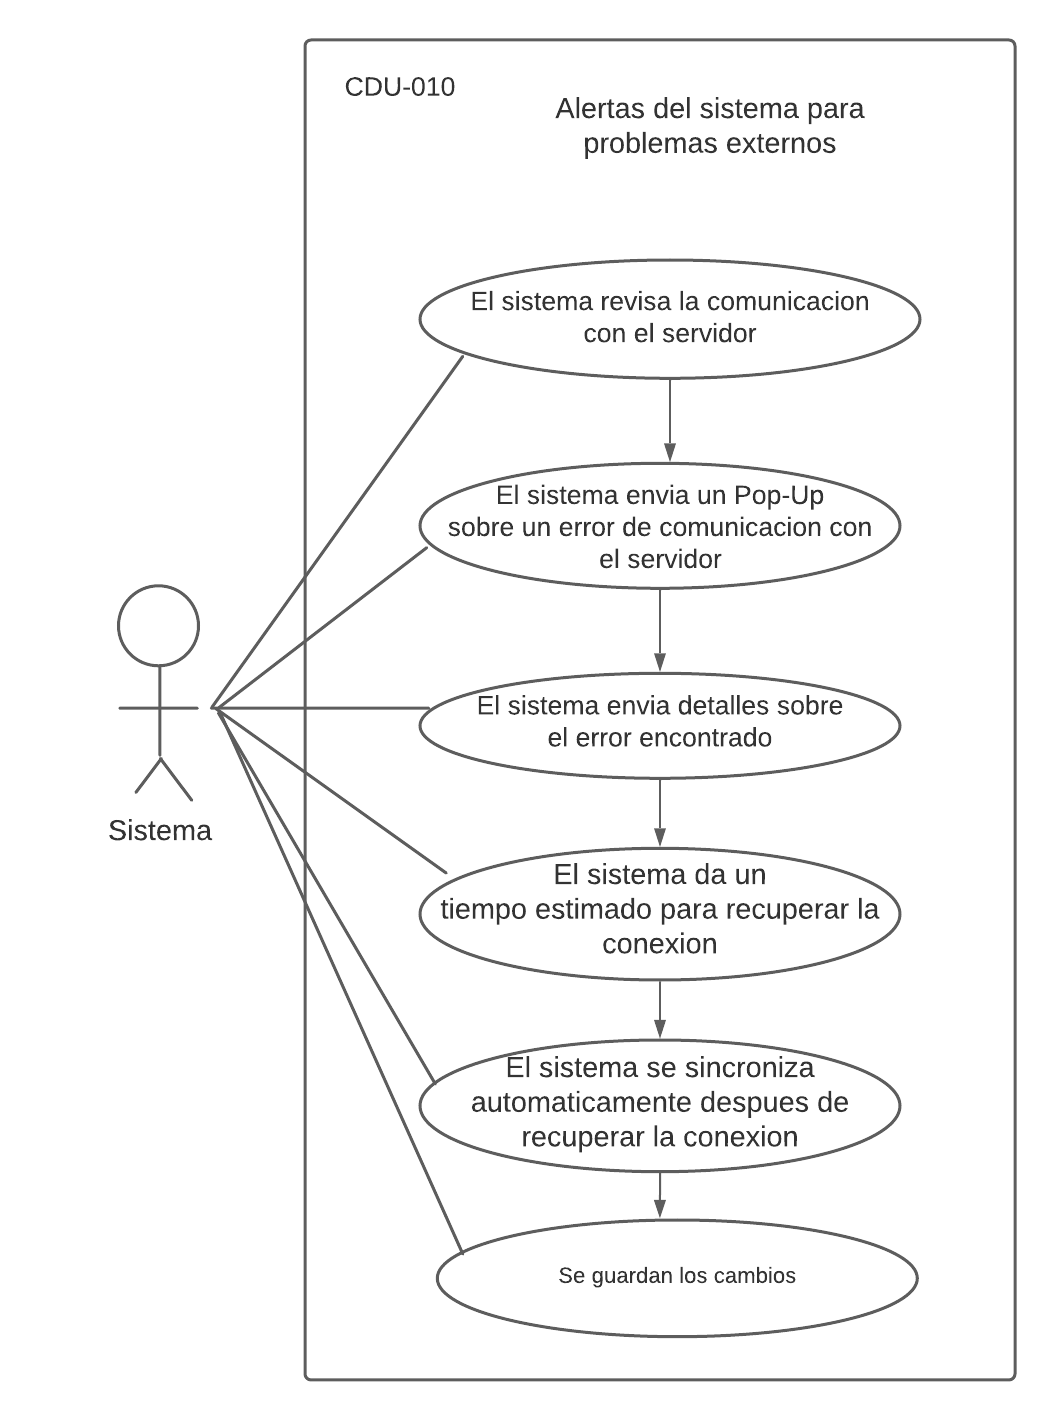 CDU-010
Alertas del sistema para
problemas externos
El sistema revisa la comunicacion
con el servidor
El sistema envia un Pop-Up
sobre un error de comunicacion con
el servidor
El sistema envia detalles sobre
el error encontrado
El sistema da un
tiempo estimado para recuperar la
conexion
El sistema se sincroniza
automaticamente despues de
recuperar la conexion
Se guardan los cambios
Sistema